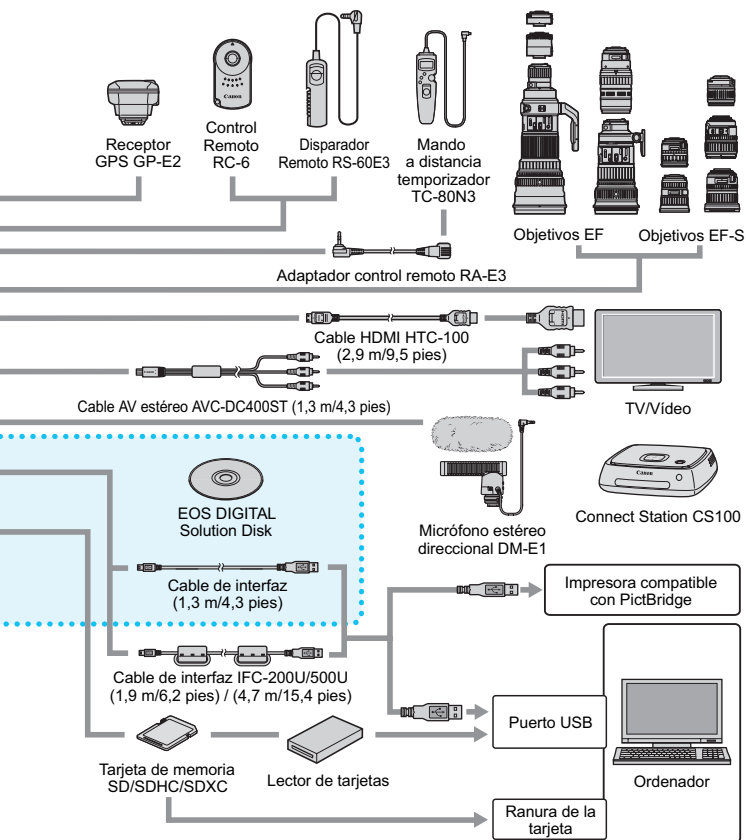 Canon
Receptor
GPS GP-E2
Control
Remoto
RC-6
Disparador
Remoto RS-60E3
Mando
a distancia
temporizador
TC-80N3
Objetivos EF
Objetivos EF-S
Adaptador control remoto RA-E3
Cable HDMI HTC-100
(2,9 m/9,5 pies)
Cable AV estéreo AVC-DC400ST (1,3 m/4,3 pies)
TV/Vídeo
EOS DIGITAL
Solution Disk
Micrófono estéreo
direccional DM-E1
Canon
Connect Station CS100
Cable de interfaz
(1,3 m/4,3 pies)
Impresora compatible
con PictBridge
Cable de interfaz IFC-200U/500U
(1,9 m/6,2 pies) / (4,7 m/15,4 pies)
Puerto USB
Ordenador
Tarjeta de memoria
SD/SDHC/SDXC
Lector de tarjetas
Ranura de la
tarjeta